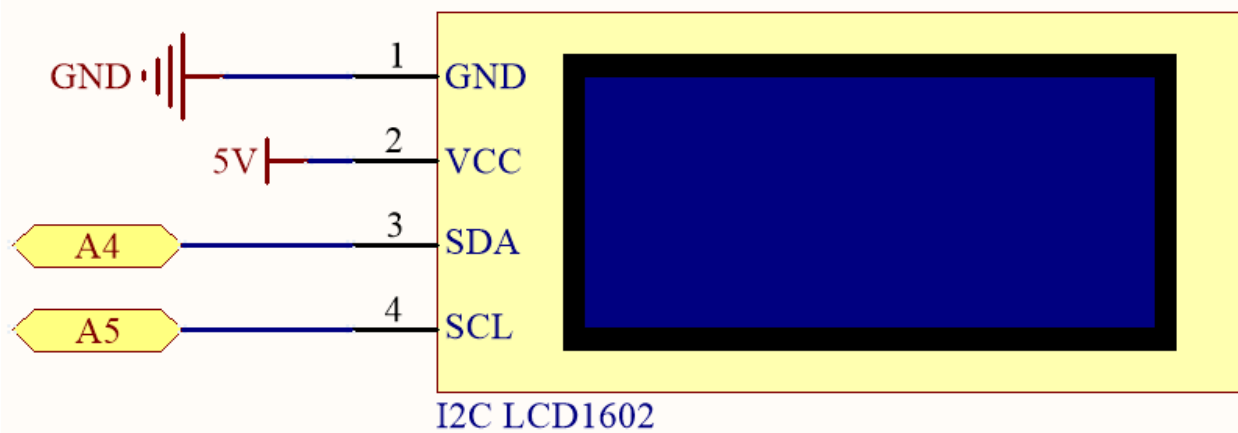 GND 1 GND
5V 2 VCC
A4 3 SDA
A5 4 SCL
I2C LCD1602